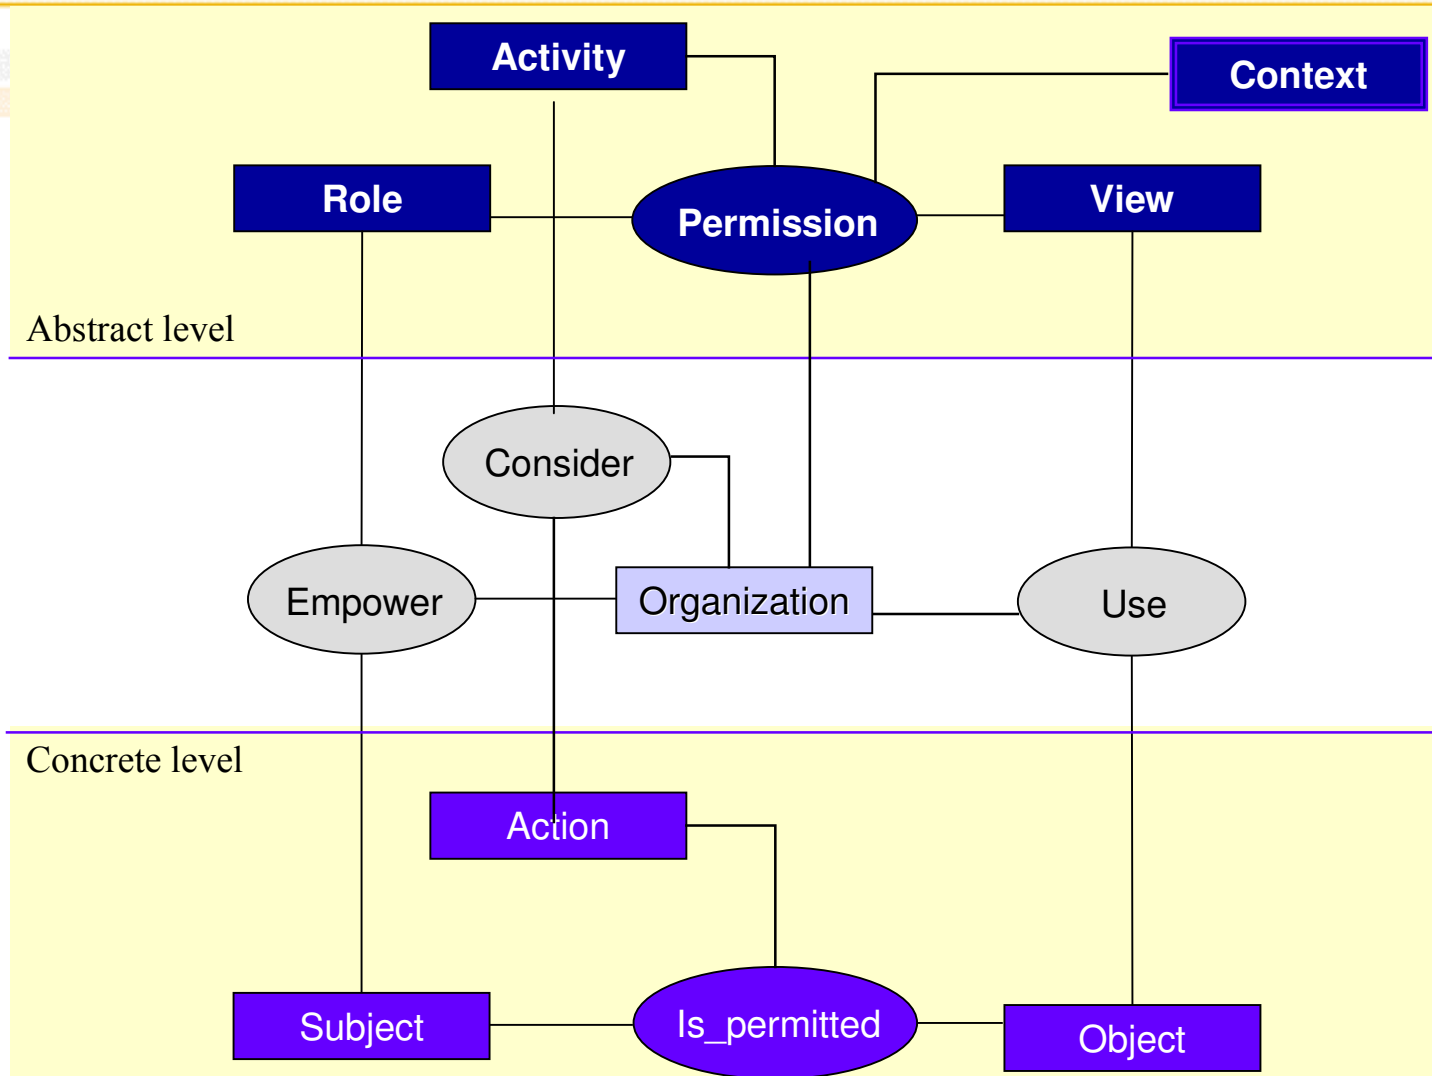 Activity
Context
Role
Permission
View
Abstract level
Consider
Empower
Organization
Use
Concrete level
Action
Subject
Is_permitted
Object